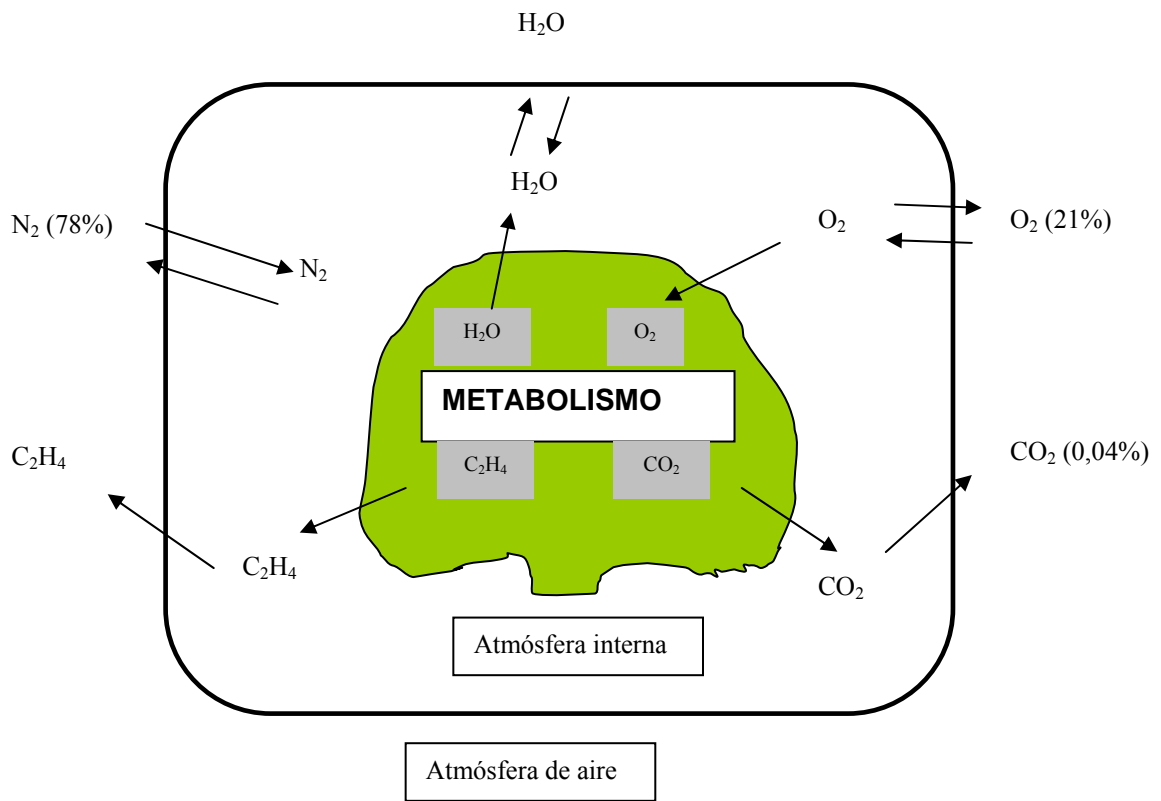 H₂O
H₂O
N₂ (78%)
N₂
O₂
O₂ (21%)
H₂O
O₂
METABOLISMO
C₂H₄
CO₂
C₂H₄
CO₂ (0,04%)
C₂H₄
CO₂
Atmósfera interna
Atmósfera de aire